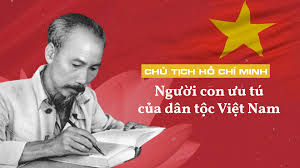 CHỦ TỊCH HỒ CHÍ MINH
Người con ưu tú
của dân tộc Việt Nam